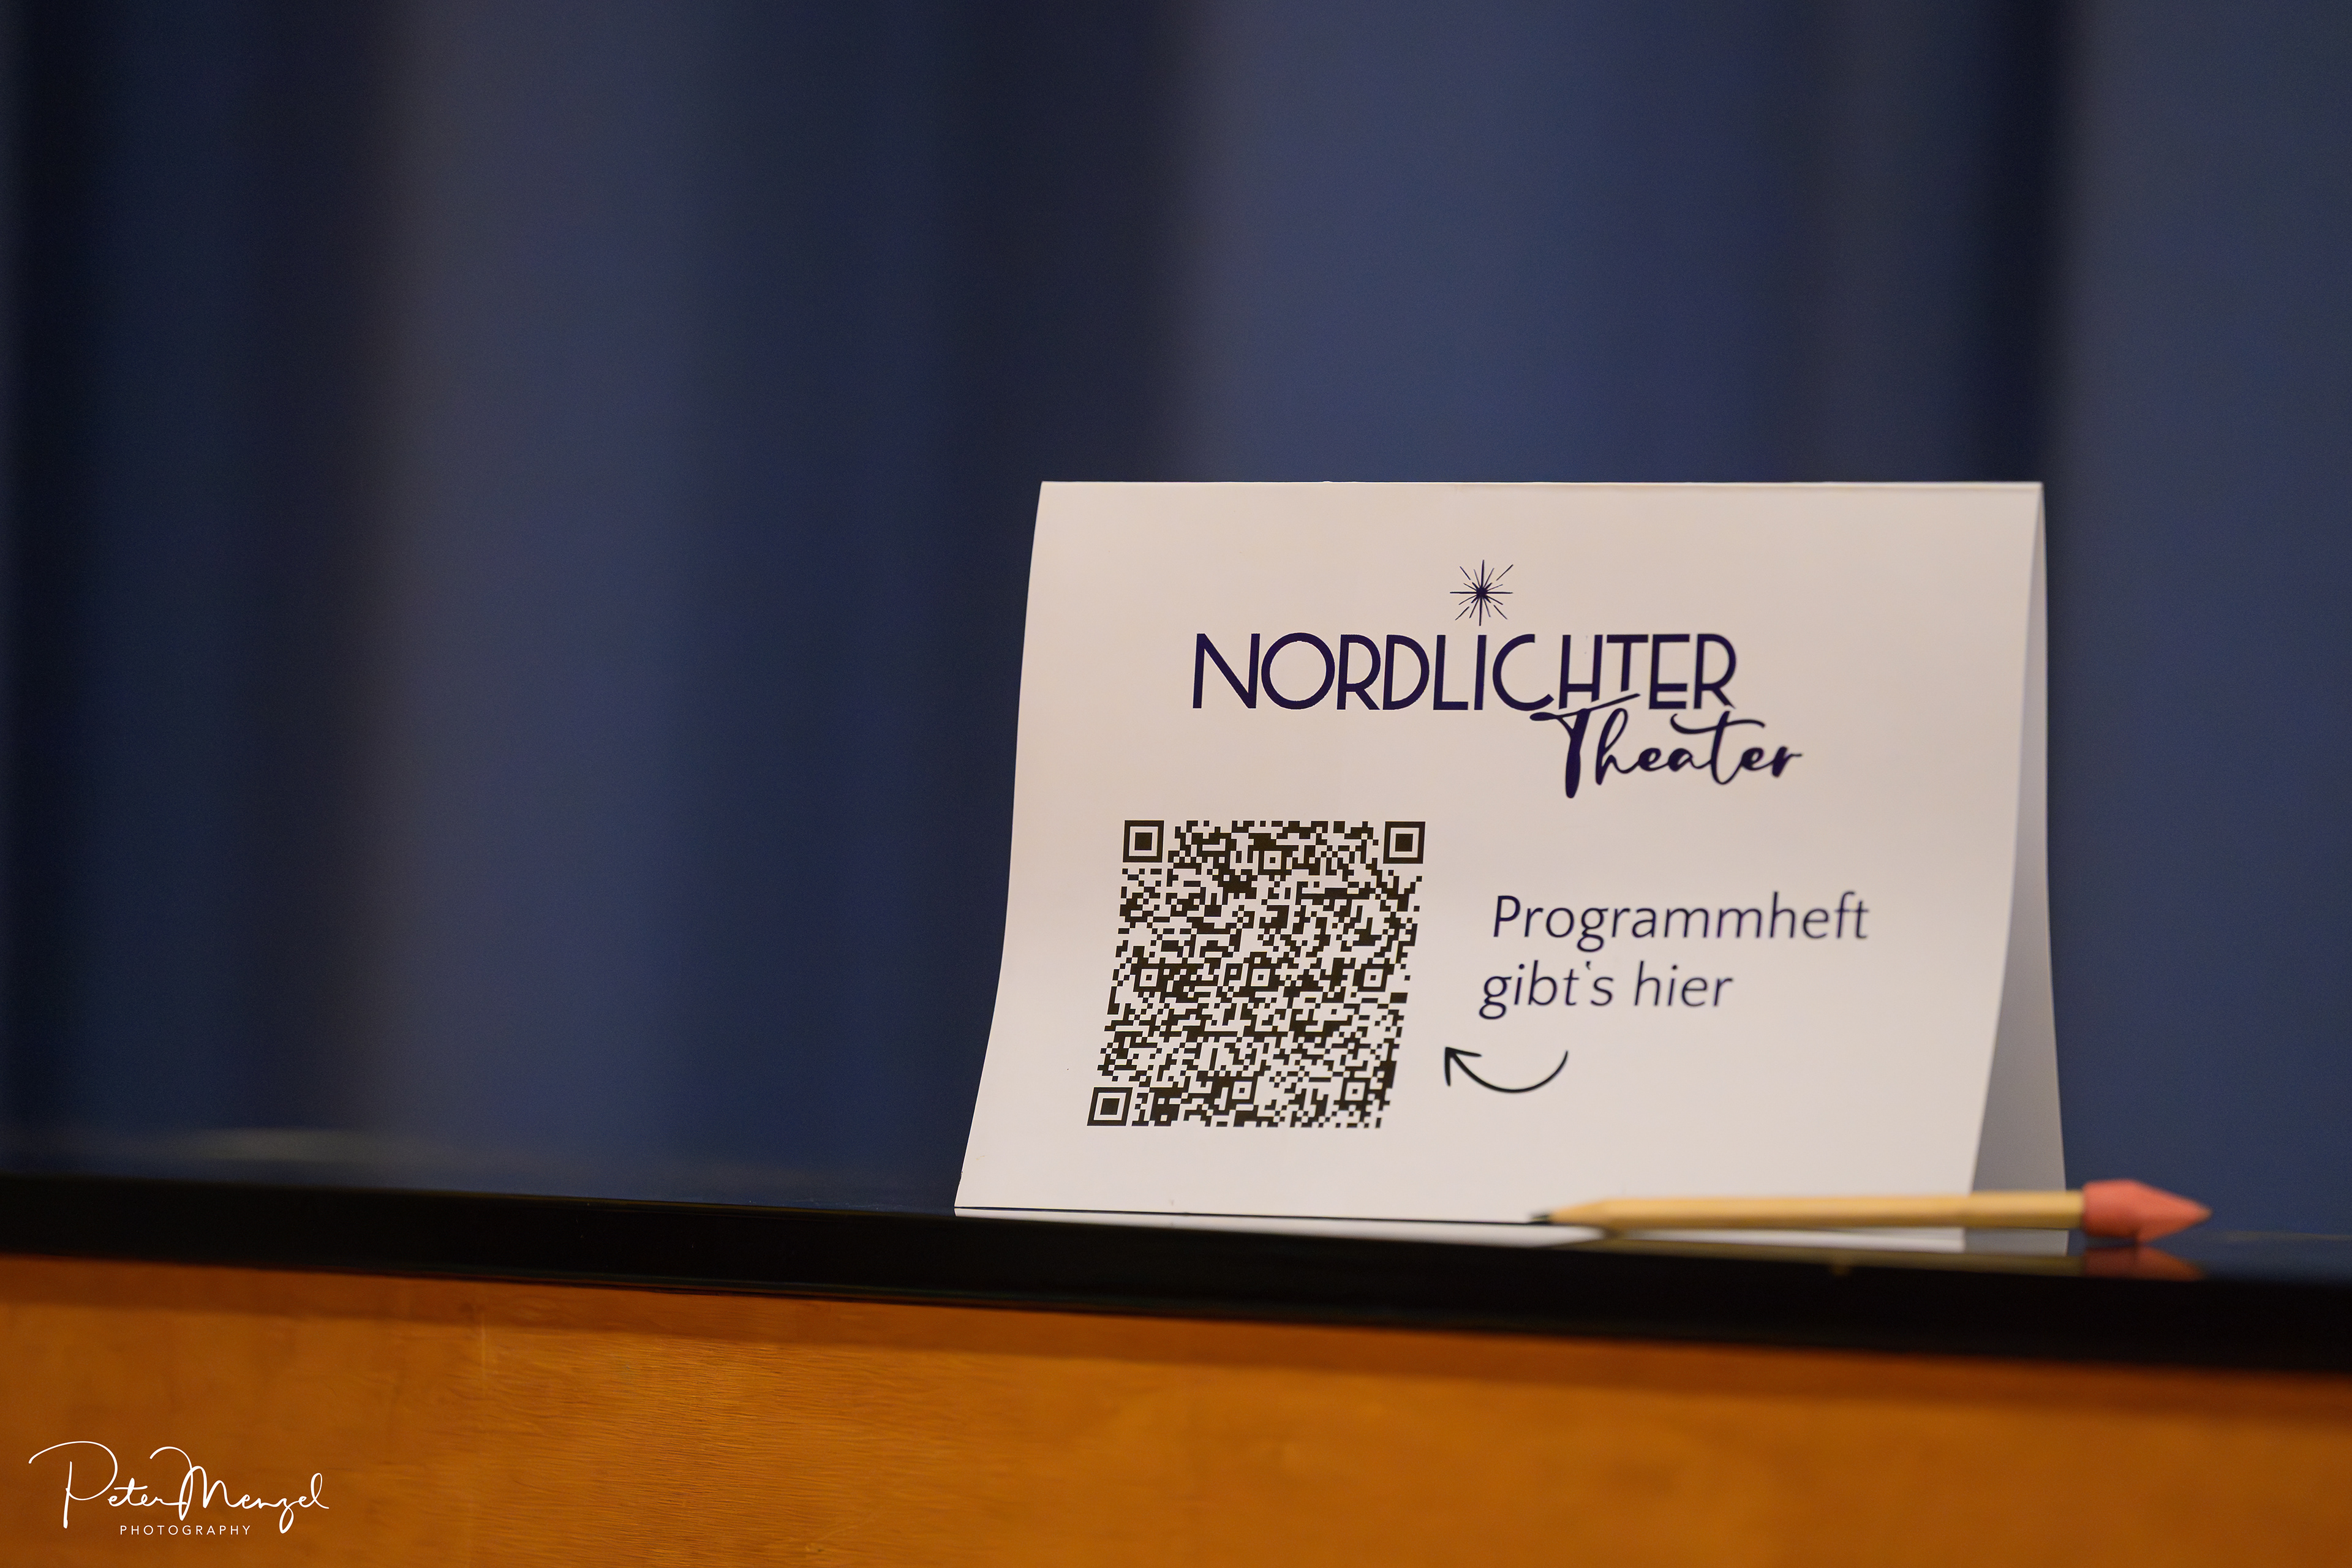 NORDLICHTER
Theater
Programmheft
gibt's hier
Peter Menzel
PHOTOGRAPHY